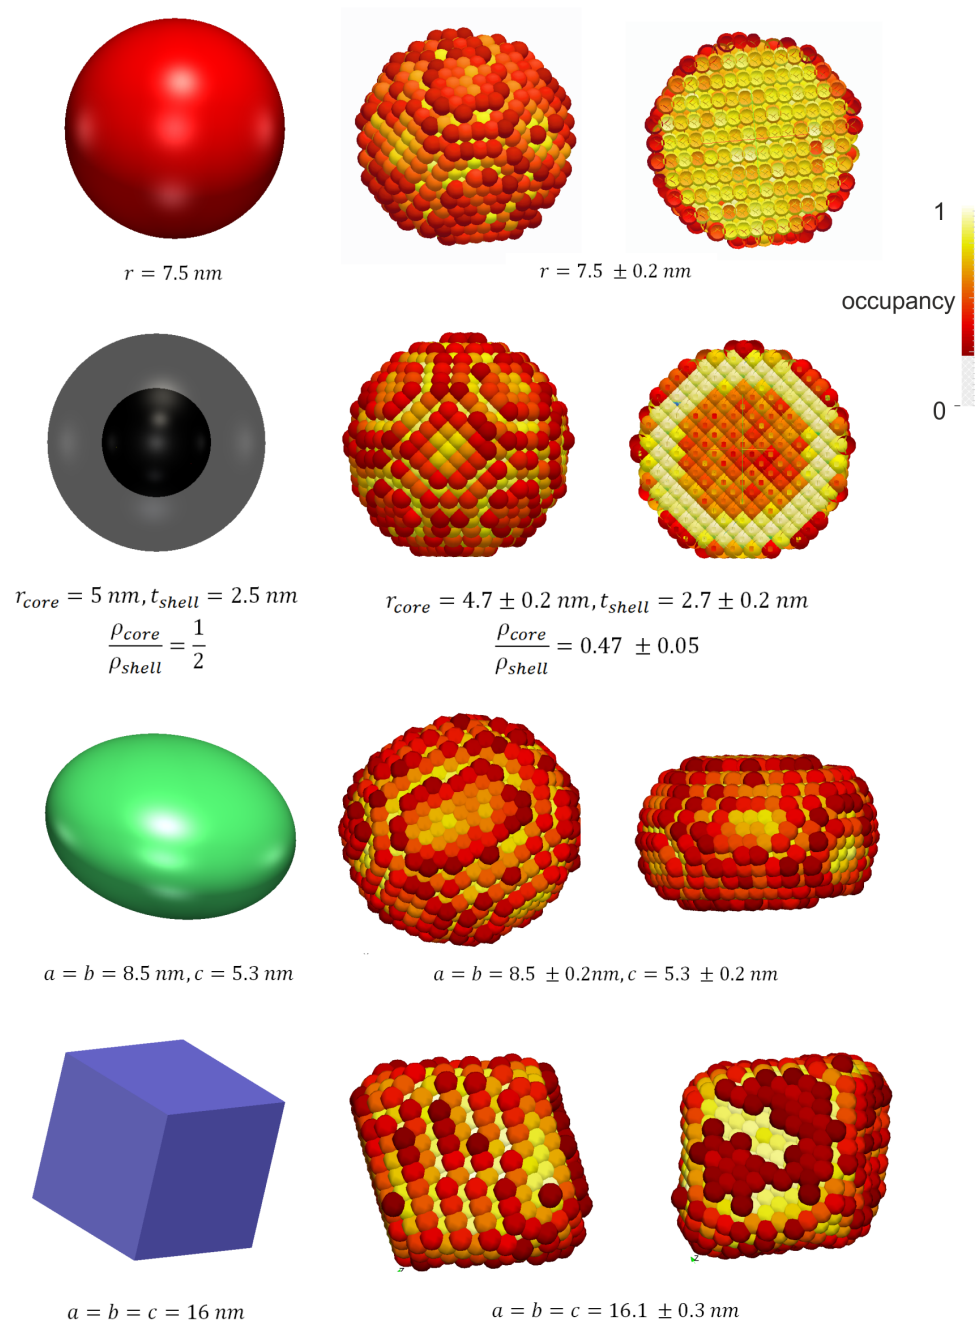 1
occupancy
0
r = 7.5 nm
r = 7.5 ± 0.2 nm
r_core = 5 nm, t_shell = 2.5 nm
ρ_core / ρ_shell = 1 / 2
r_core = 4.7 ± 0.2 nm, t_shell = 2.7 ± 0.2 nm
ρ_core / ρ_shell = 0.47 ± 0.05
a = b = 8.5 nm, c = 5.3 nm
a = b = 8.5 ± 0.2nm, c = 5.3 ± 0.2 nm
a = b = c = 16 nm
a = b = c = 16.1 ± 0.3 nm